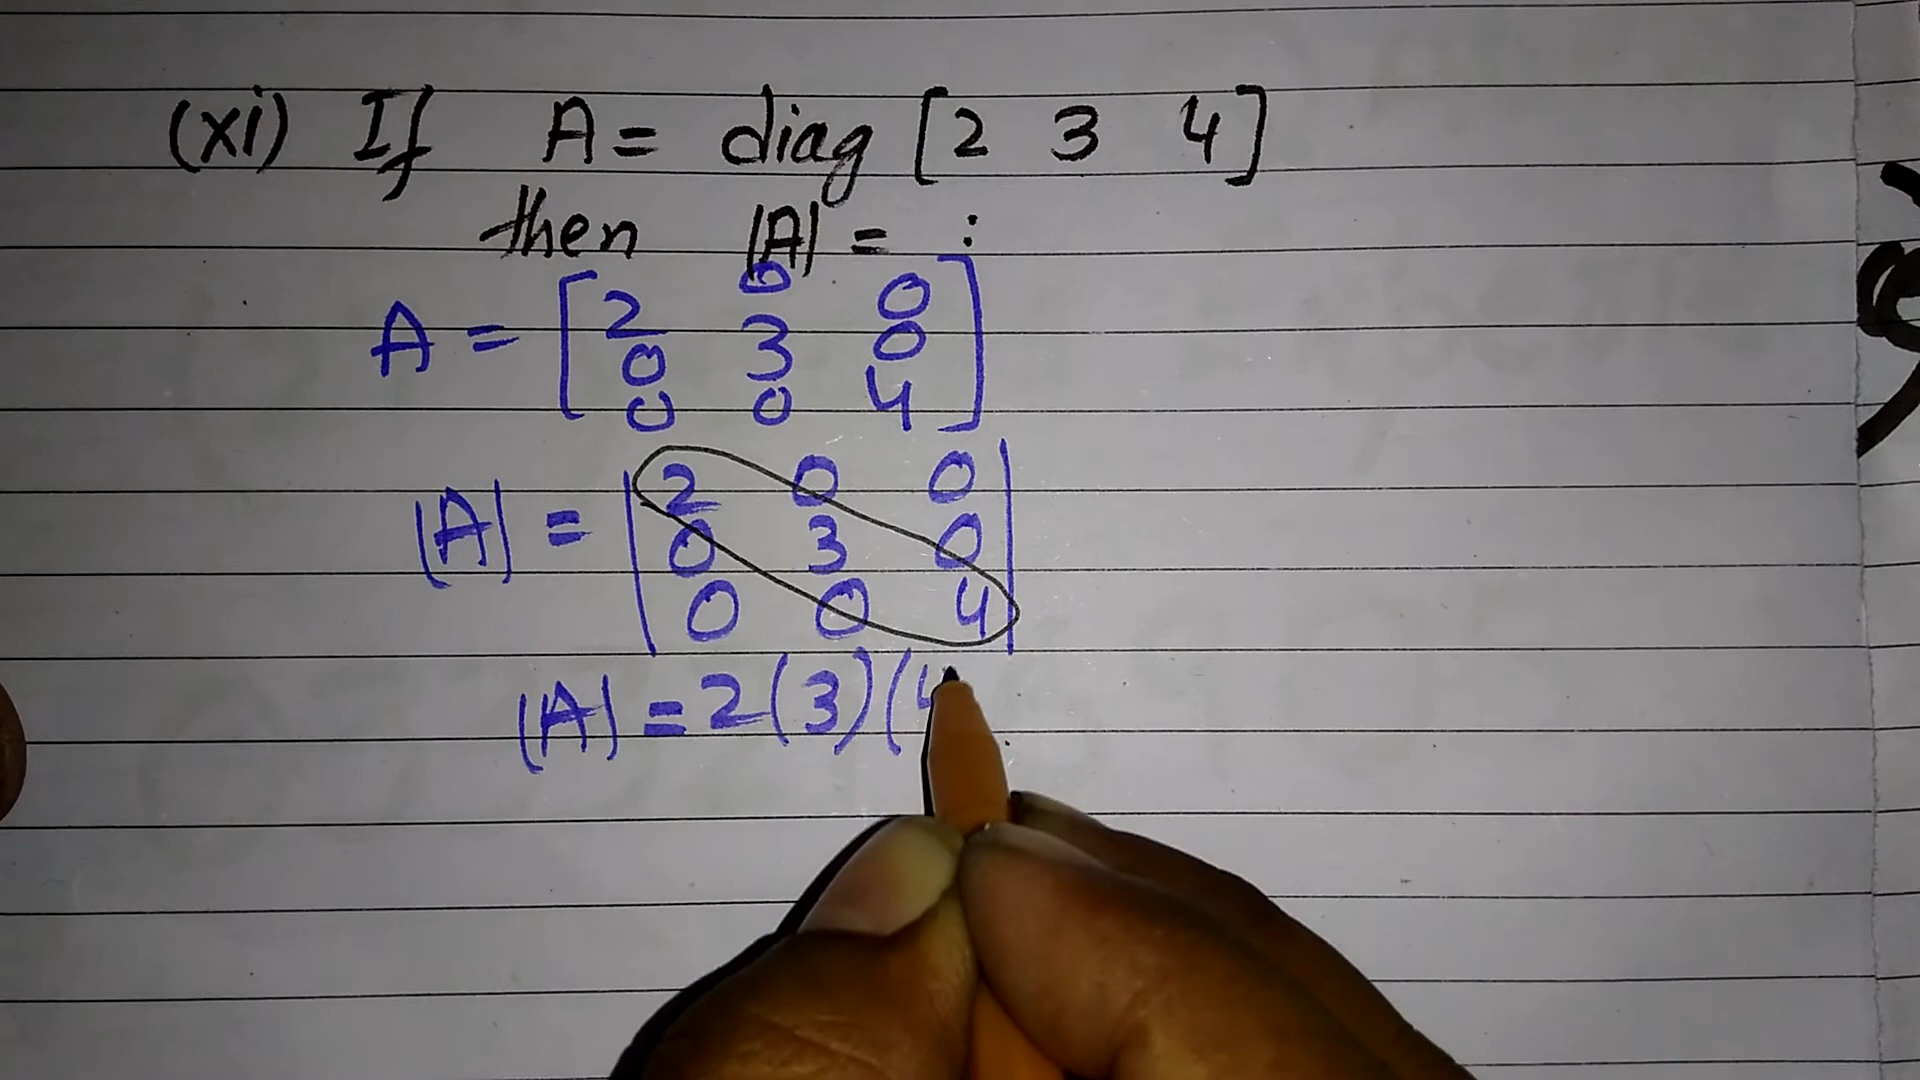 (xi) If A = diag [2 3 4]
then |A| = :
A = [2 0 0
0 3 0
0 0 4]
|A| = |2 0 0
0 3 0
0 0 4|
|A| = 2(3)(4